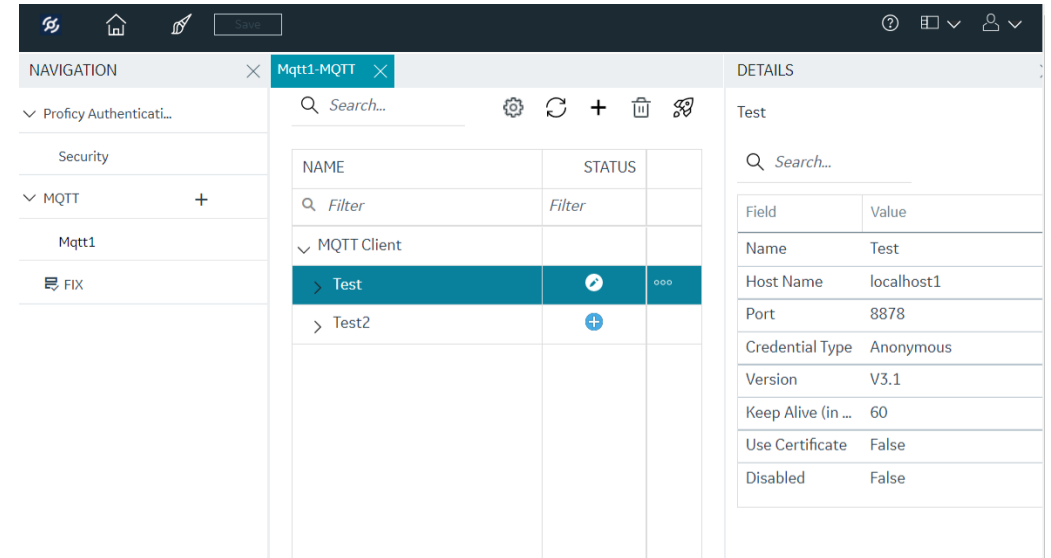 Save
NAVIGATION
Proficy Authenticati...
Security
MQTT
Mqtt1
FIX
Mqtt1-MQTT
Search...
NAME STATUS
Filter Filter
MQTT Client
Test
Test2
DETAILS
Test
Search...
Field Value
Name Test
Host Name localhost1
Port 8878
Credential Type Anonymous
Version V3.1
Keep Alive (in ... 60
Use Certificate False
Disabled False